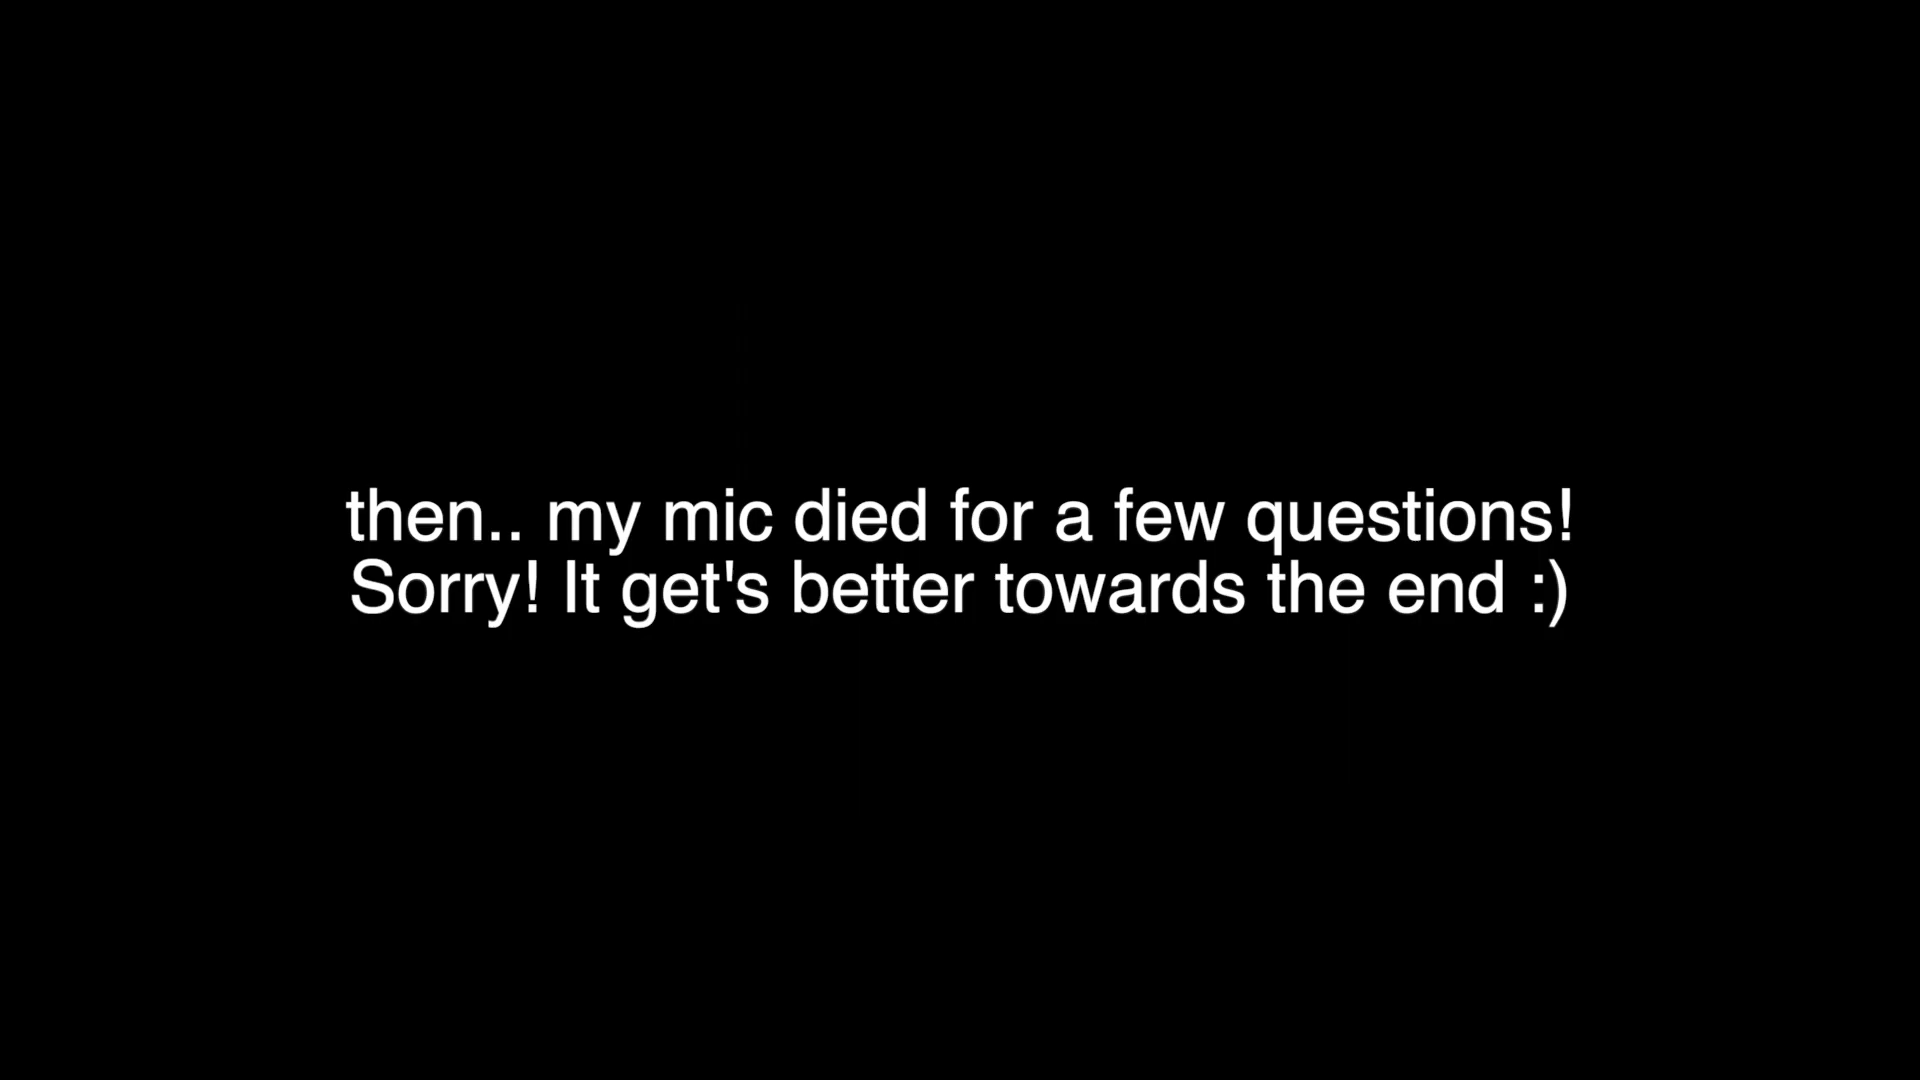 then.. my mic died for a few questions!
Sorry! It get's better towards the end :)